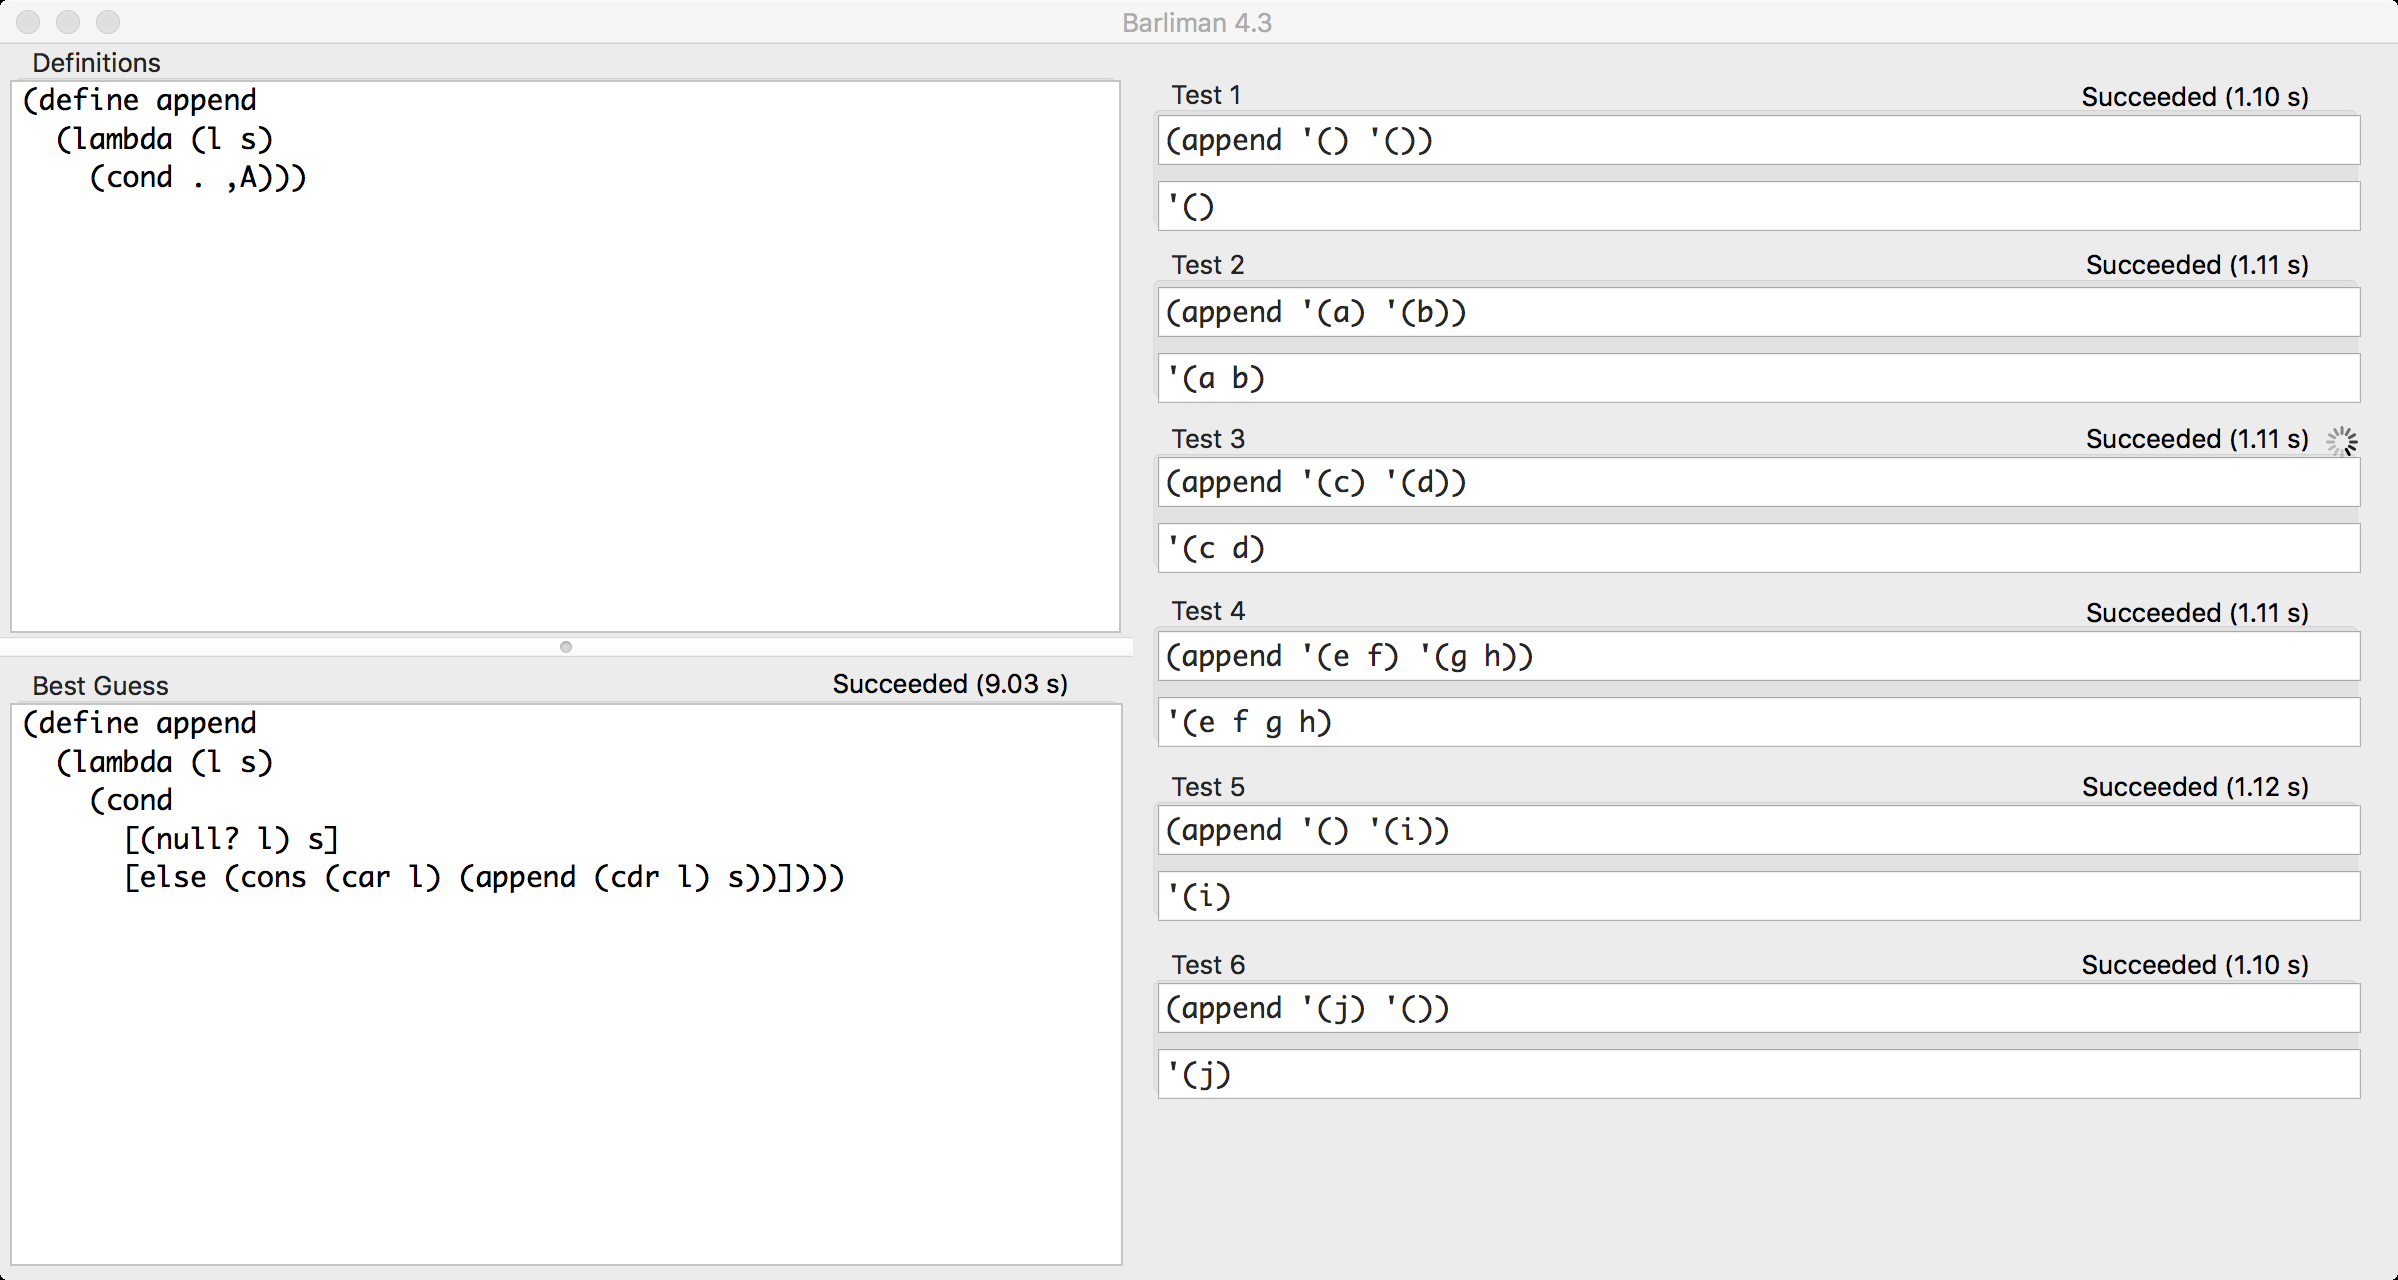 Barliman 4.3
Definitions
(define append
  (lambda (l s)
    (cond . ,A)))
Best Guess
Succeeded (9.03 s)
(define append
  (lambda (l s)
    (cond
      [(null? l) s]
      [else (cons (car l) (append (cdr l) s))])))
Test 1
Succeeded (1.10 s)
(append '() '())
'()
Test 2
Succeeded (1.11 s)
(append '(a) '(b))
'(a b)
Test 3
Succeeded (1.11 s)
(append '(c) '(d))
'(c d)
Test 4
Succeeded (1.11 s)
(append '(e f) '(g h))
'(e f g h)
Test 5
Succeeded (1.12 s)
(append '() '(i))
'(i)
Test 6
Succeeded (1.10 s)
(append '(j) '())
'(j)